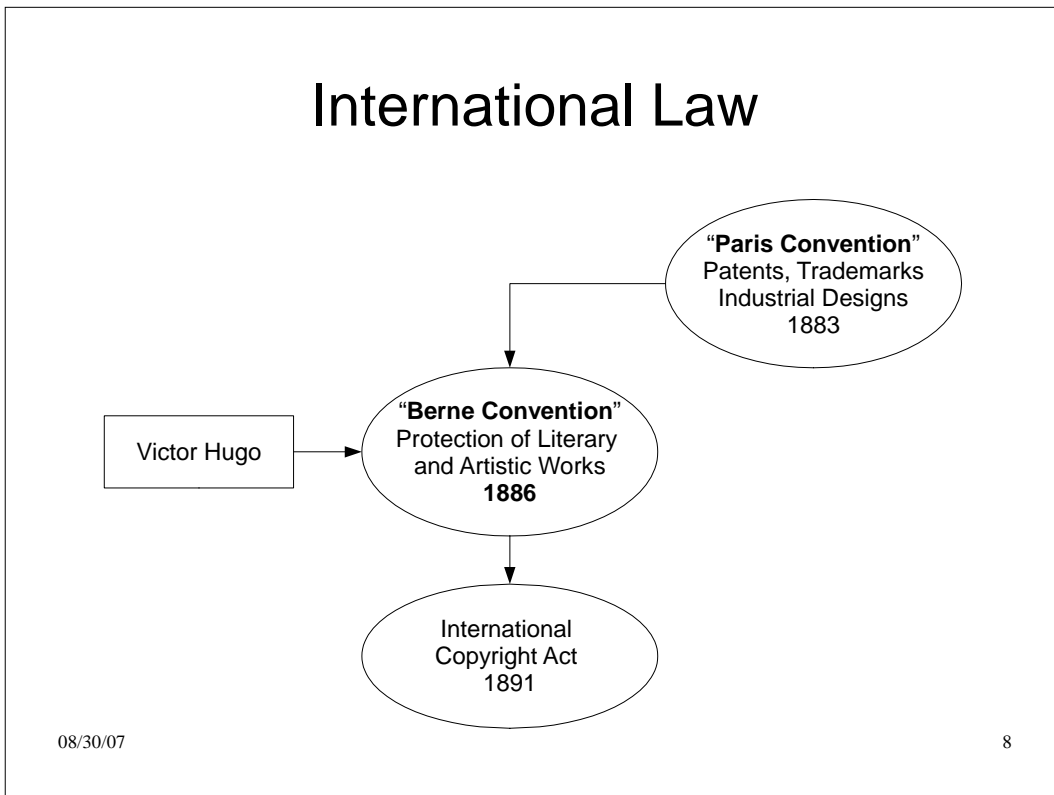 International Law
“Paris Convention”
Patents, Trademarks
Industrial Designs
1883
“Berne Convention”
Protection of Literary
and Artistic Works
1886
Victor Hugo
International
Copyright Act
1891
08/30/07
8